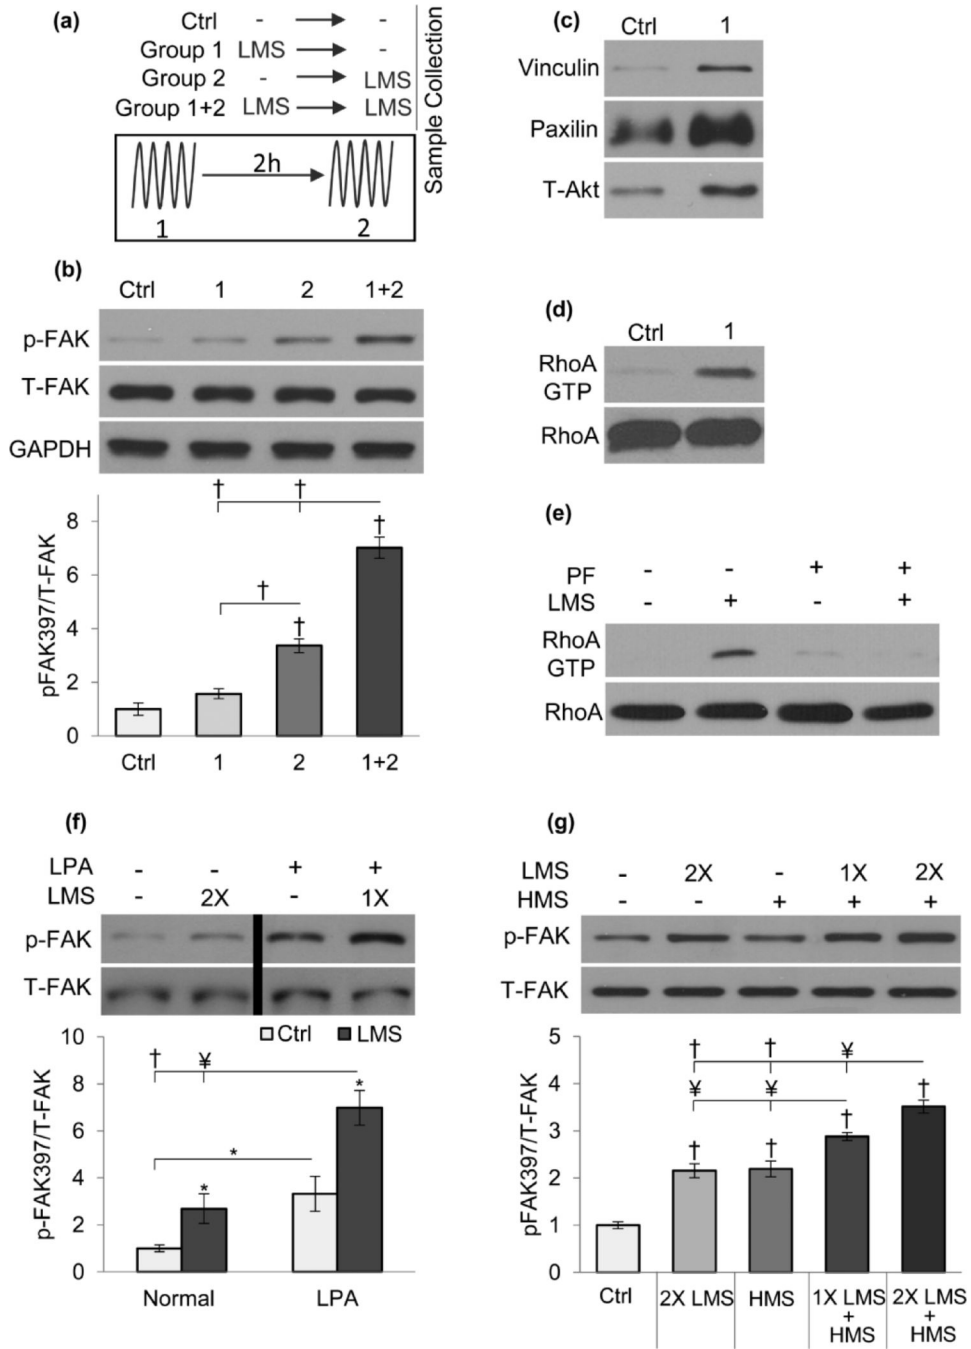 (a)
Ctrl - -
Group 1 LMS -
Group 2 - LMS
Group 1+2 LMS LMS
Sample Collection
2h
1 2
(b)
Ctrl 1 2 1+2
p-FAK
T-FAK
GAPDH
† †
†
†
†
pFAK397/T-FAK
8
6
4
2
0
Ctrl 1 2 1+2
(c)
Ctrl 1
Vinculin
Paxilin
T-Akt
(d)
Ctrl 1
RhoA
GTP
RhoA
(e)
PF - - + +
LMS - + - +
RhoA
GTP
RhoA
(f)
LPA - - + +
LMS - 2X - 1X
p-FAK
T-FAK
Ctrl LMS
† ¥
*
*
*
p-FAK397/T-FAK
10
8
6
4
2
0
Normal LPA
(g)
LMS - 2X - 1X 2X
HMS - - + + +
p-FAK
T-FAK
† † ¥
¥ ¥
† † † †
pFAK397/T-FAK
5
4
3
2
1
0
Ctrl 2X LMS HMS 1X LMS 2X LMS
+ +
HMS HMS